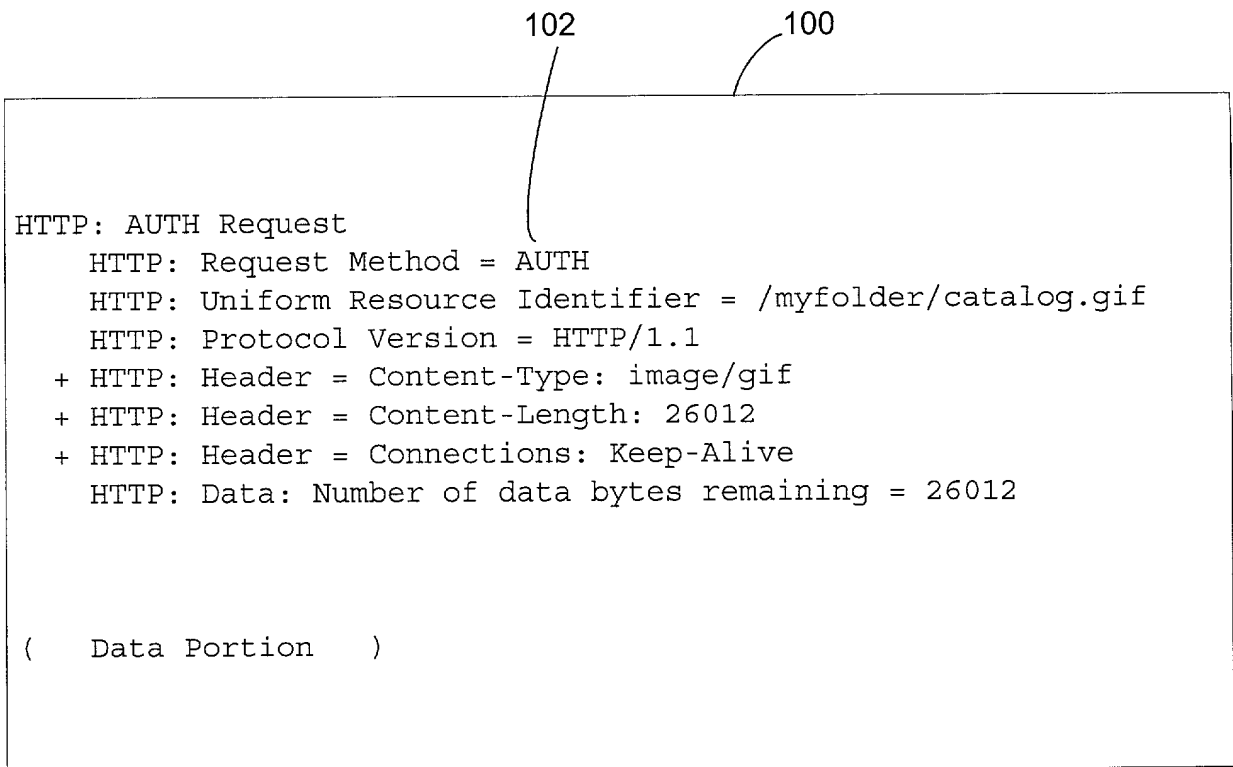 102 100
HTTP: AUTH Request
HTTP: Request Method = AUTH
HTTP: Uniform Resource Identifier = /myfolder/catalog.gif
HTTP: Protocol Version = HTTP/1.1
+ HTTP: Header = Content-Type: image/gif
+ HTTP: Header = Content-Length: 26012
+ HTTP: Header = Connections: Keep-Alive
HTTP: Data: Number of data bytes remaining = 26012
( Data Portion )